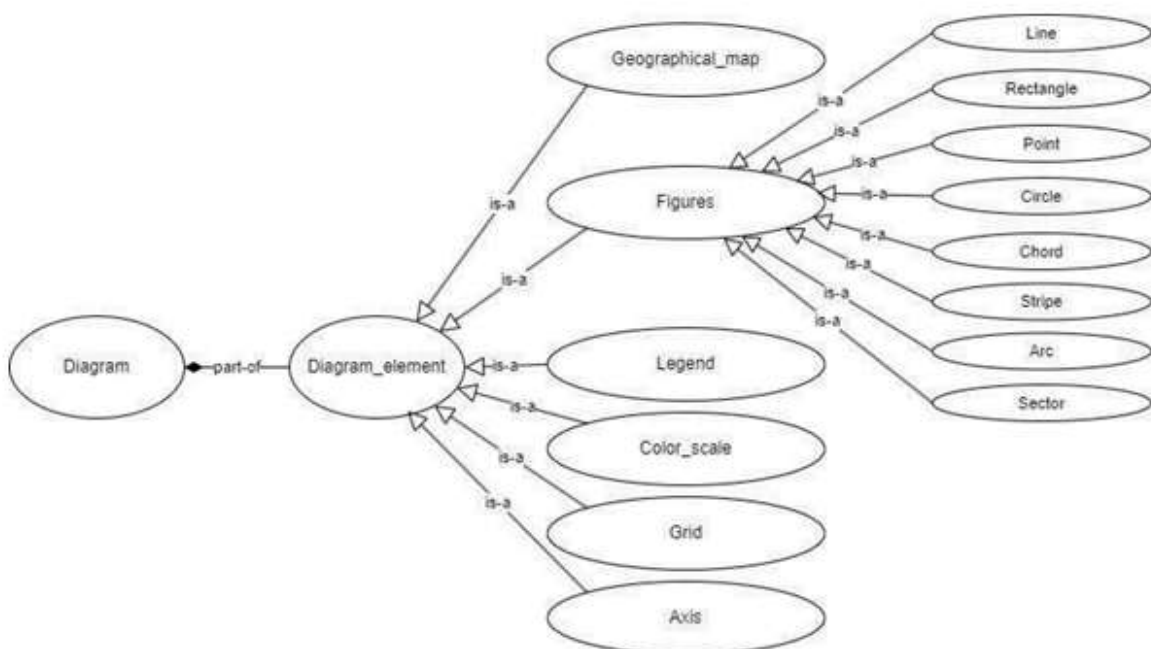 Line
Geographical_map
is-a
Rectangle
is-a
is-a
Point
is-a
Figures
is-a
Circle
is-a
is-a
Chord
is-a
is-a
Stripe
is-a
is-a
Arc
Diagram
part-of
Diagram_element
is-a
Legend
Sector
is-a
Color_scale
is-a
is-a
Grid
Axis